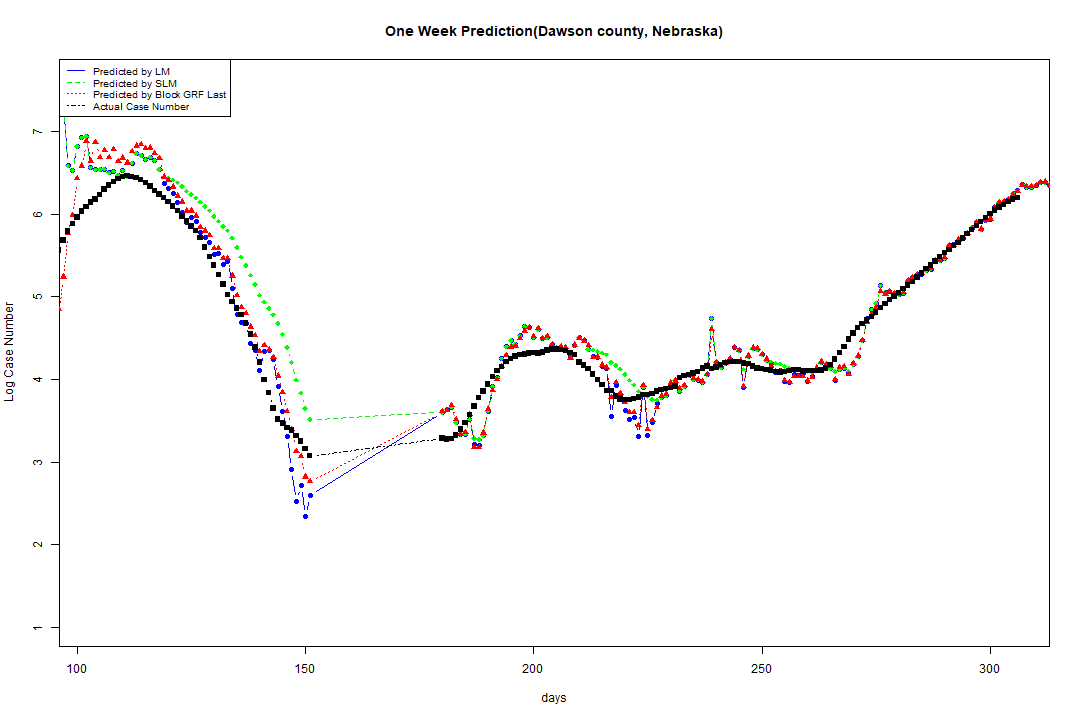 One Week Prediction(Dawson county, Nebraska)
Predicted by LM
Predicted by SLM
Predicted by Block GRF Last
Actual Case Number
7
6
5
4
3
2
1
Log Case Number
100 150 200 250 300
days